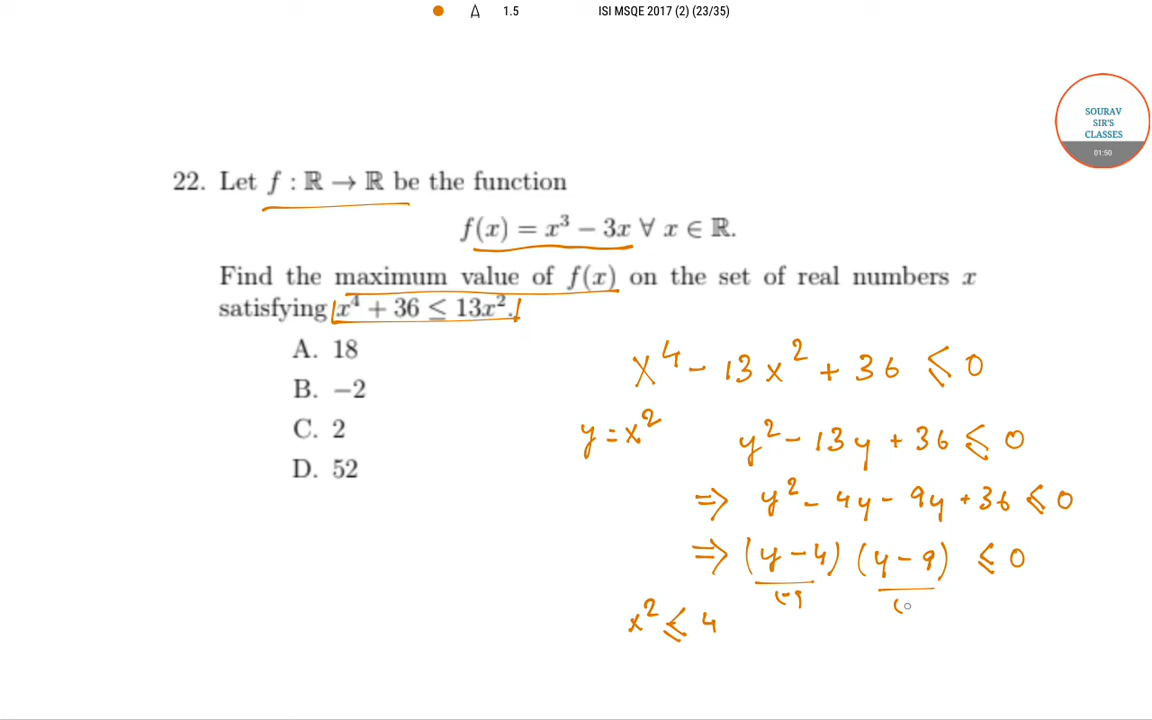 A 1.5 ISI MSQE 2017 (2) (23/35)
SOURAV
SIR'S
CLASSES
01:50
22. Let f : ℝ → ℝ be the function
f(x) = x³ − 3x ∀ x ∈ ℝ.
Find the maximum value of f(x) on the set of real numbers x
satisfying x⁴ + 36 ≤ 13x².
A. 18
B. −2
C. 2
D. 52
x⁴ - 13x² + 36 ≤ 0
y = x² y² - 13y + 36 ≤ 0
⇒ y² - 4y - 9y + 36 ≤ 0
⇒ (y - 4) (y - 9) ≤ 0
x² ≤ 4